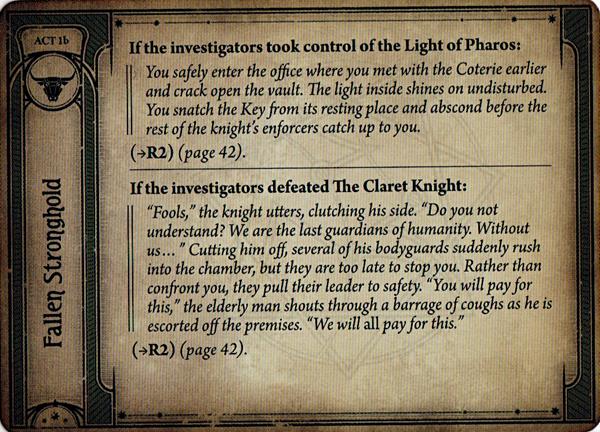 ACT 1b
Fallen Stronghold
If the investigators took control of the Light of Pharos:
You safely enter the office where you met with the Coterie earlier
and crack open the vault. The light inside shines on undisturbed.
You snatch the Key from its resting place and abscond before the
rest of the knight's enforcers catch up to you.
(→R2) (page 42).
If the investigators defeated The Claret Knight:
"Fools," the knight utters, clutching his side. "Do you not
understand? We are the last guardians of humanity. Without
us…" Cutting him off, several of his bodyguards suddenly rush
into the chamber, but they are too late to stop you. Rather than
confront you, they pull their leader to safety. "You will pay for
this," the elderly man shouts through a barrage of coughs as he is
escorted off the premises. "We will all pay for this."
(→R2) (page 42).